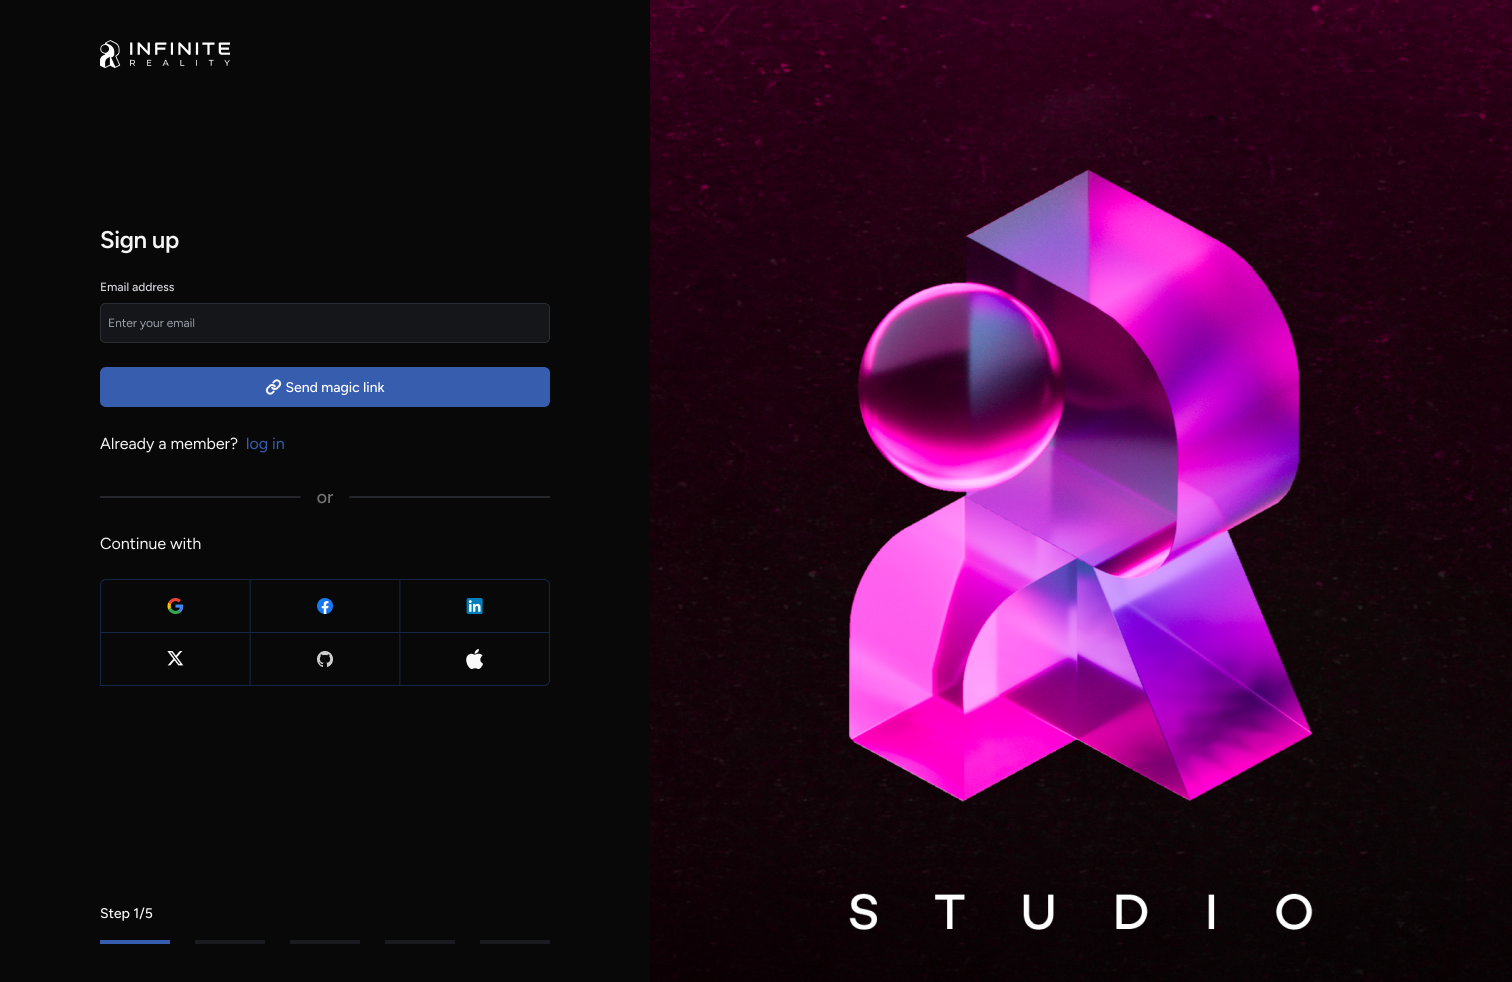 INFINITE
REALITY
Sign up
Email address
Enter your email
Send magic link
Already a member? log in
or
Continue with
Step 1/5
STUDIO